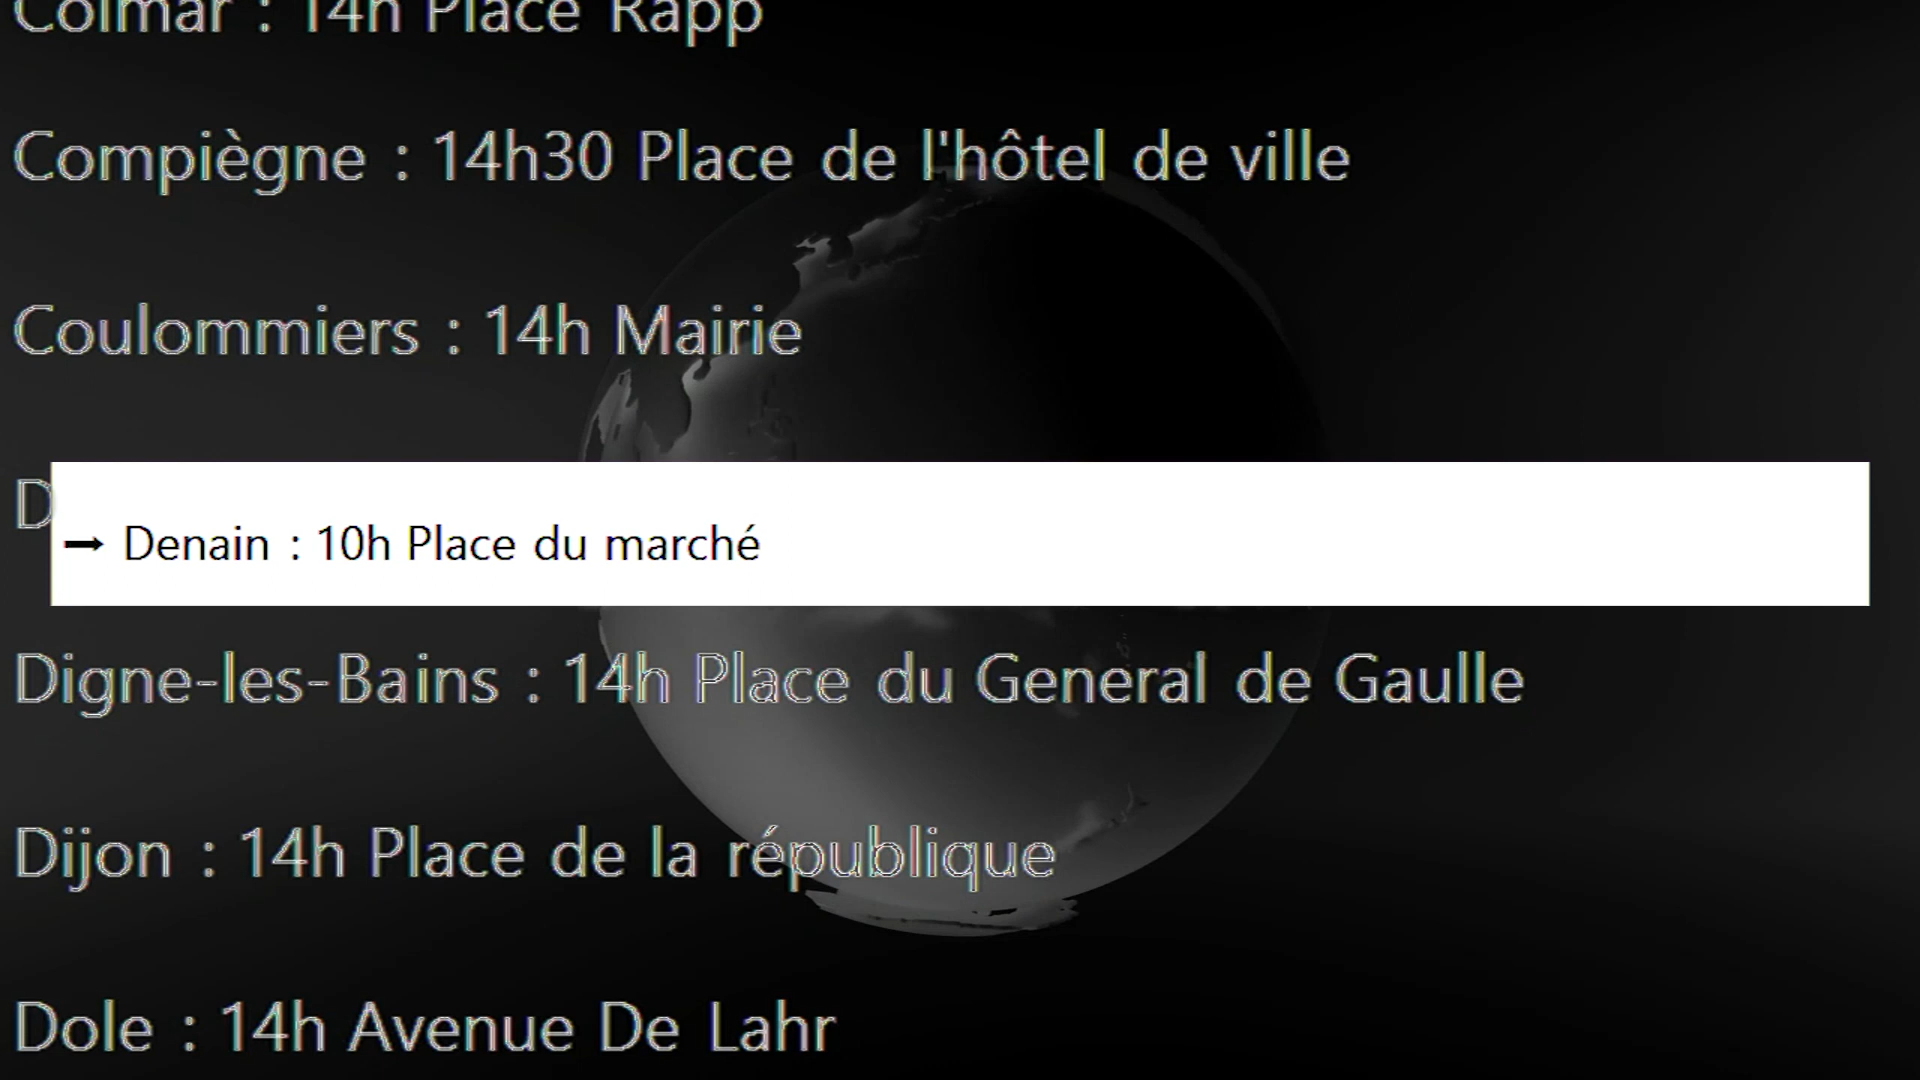 Colmar : 14h Place Rapp
Compiègne : 14h30 Place de l'hôtel de ville
Coulommiers : 14h Mairie
D
➞ Denain : 10h Place du marché
Digne-les-Bains : 14h Place du General de Gaulle
Dijon : 14h Place de la république
Dole : 14h Avenue De Lahr